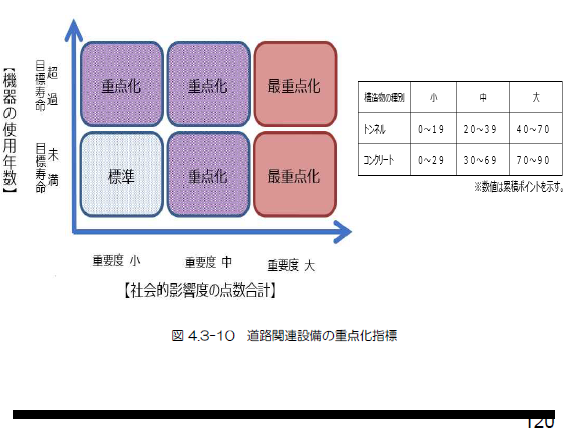 【機器の使用年数】
目標寿命
超過
目標寿命
未満
重点化
重点化
最重点化
標準
重点化
最重点化
重要度 小
重要度 中
重要度 大
【社会的影響度の点数合計】
構造物の種別 小 中 大
トンネル 0～19 20～39 40～70
コンクリート 0～29 30～69 70～90
※数値は累積ポイントを示す。
図 4.3-10 道路関連設備の重点化指標
120